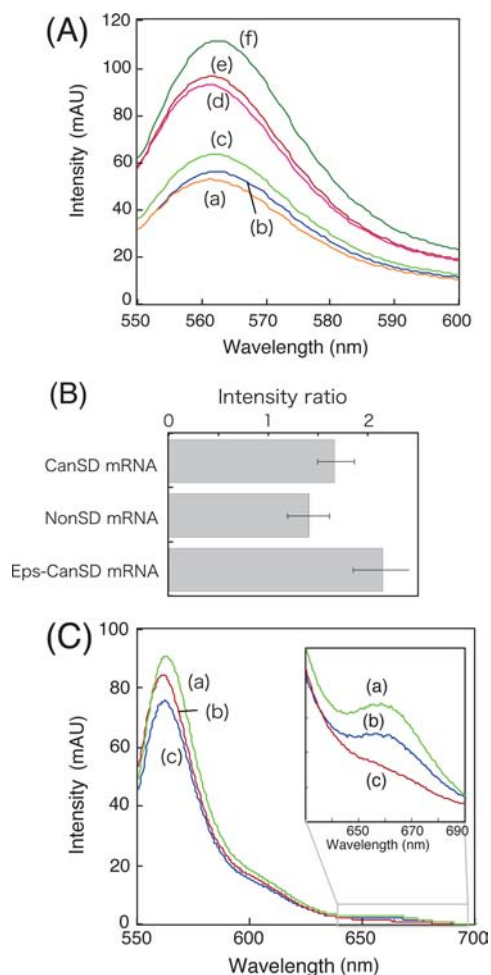 (A)
120
100
80
60
40
20
0
Intensity (mAU)
(f)
(e)
(d)
(c)
(a)
(b)
550 560 570 580 590 600
Wavelength (nm)
(B)
Intensity ratio
0 1 2
CanSD mRNA
NonSD mRNA
Eps-CanSD mRNA
(C)
100
80
60
40
20
0
Intensity (mAU)
(a)
(b)
(c)
(a)
(b)
(c)
650 670 690
Wavelength (nm)
550 600 650 700
Wavelength (nm)